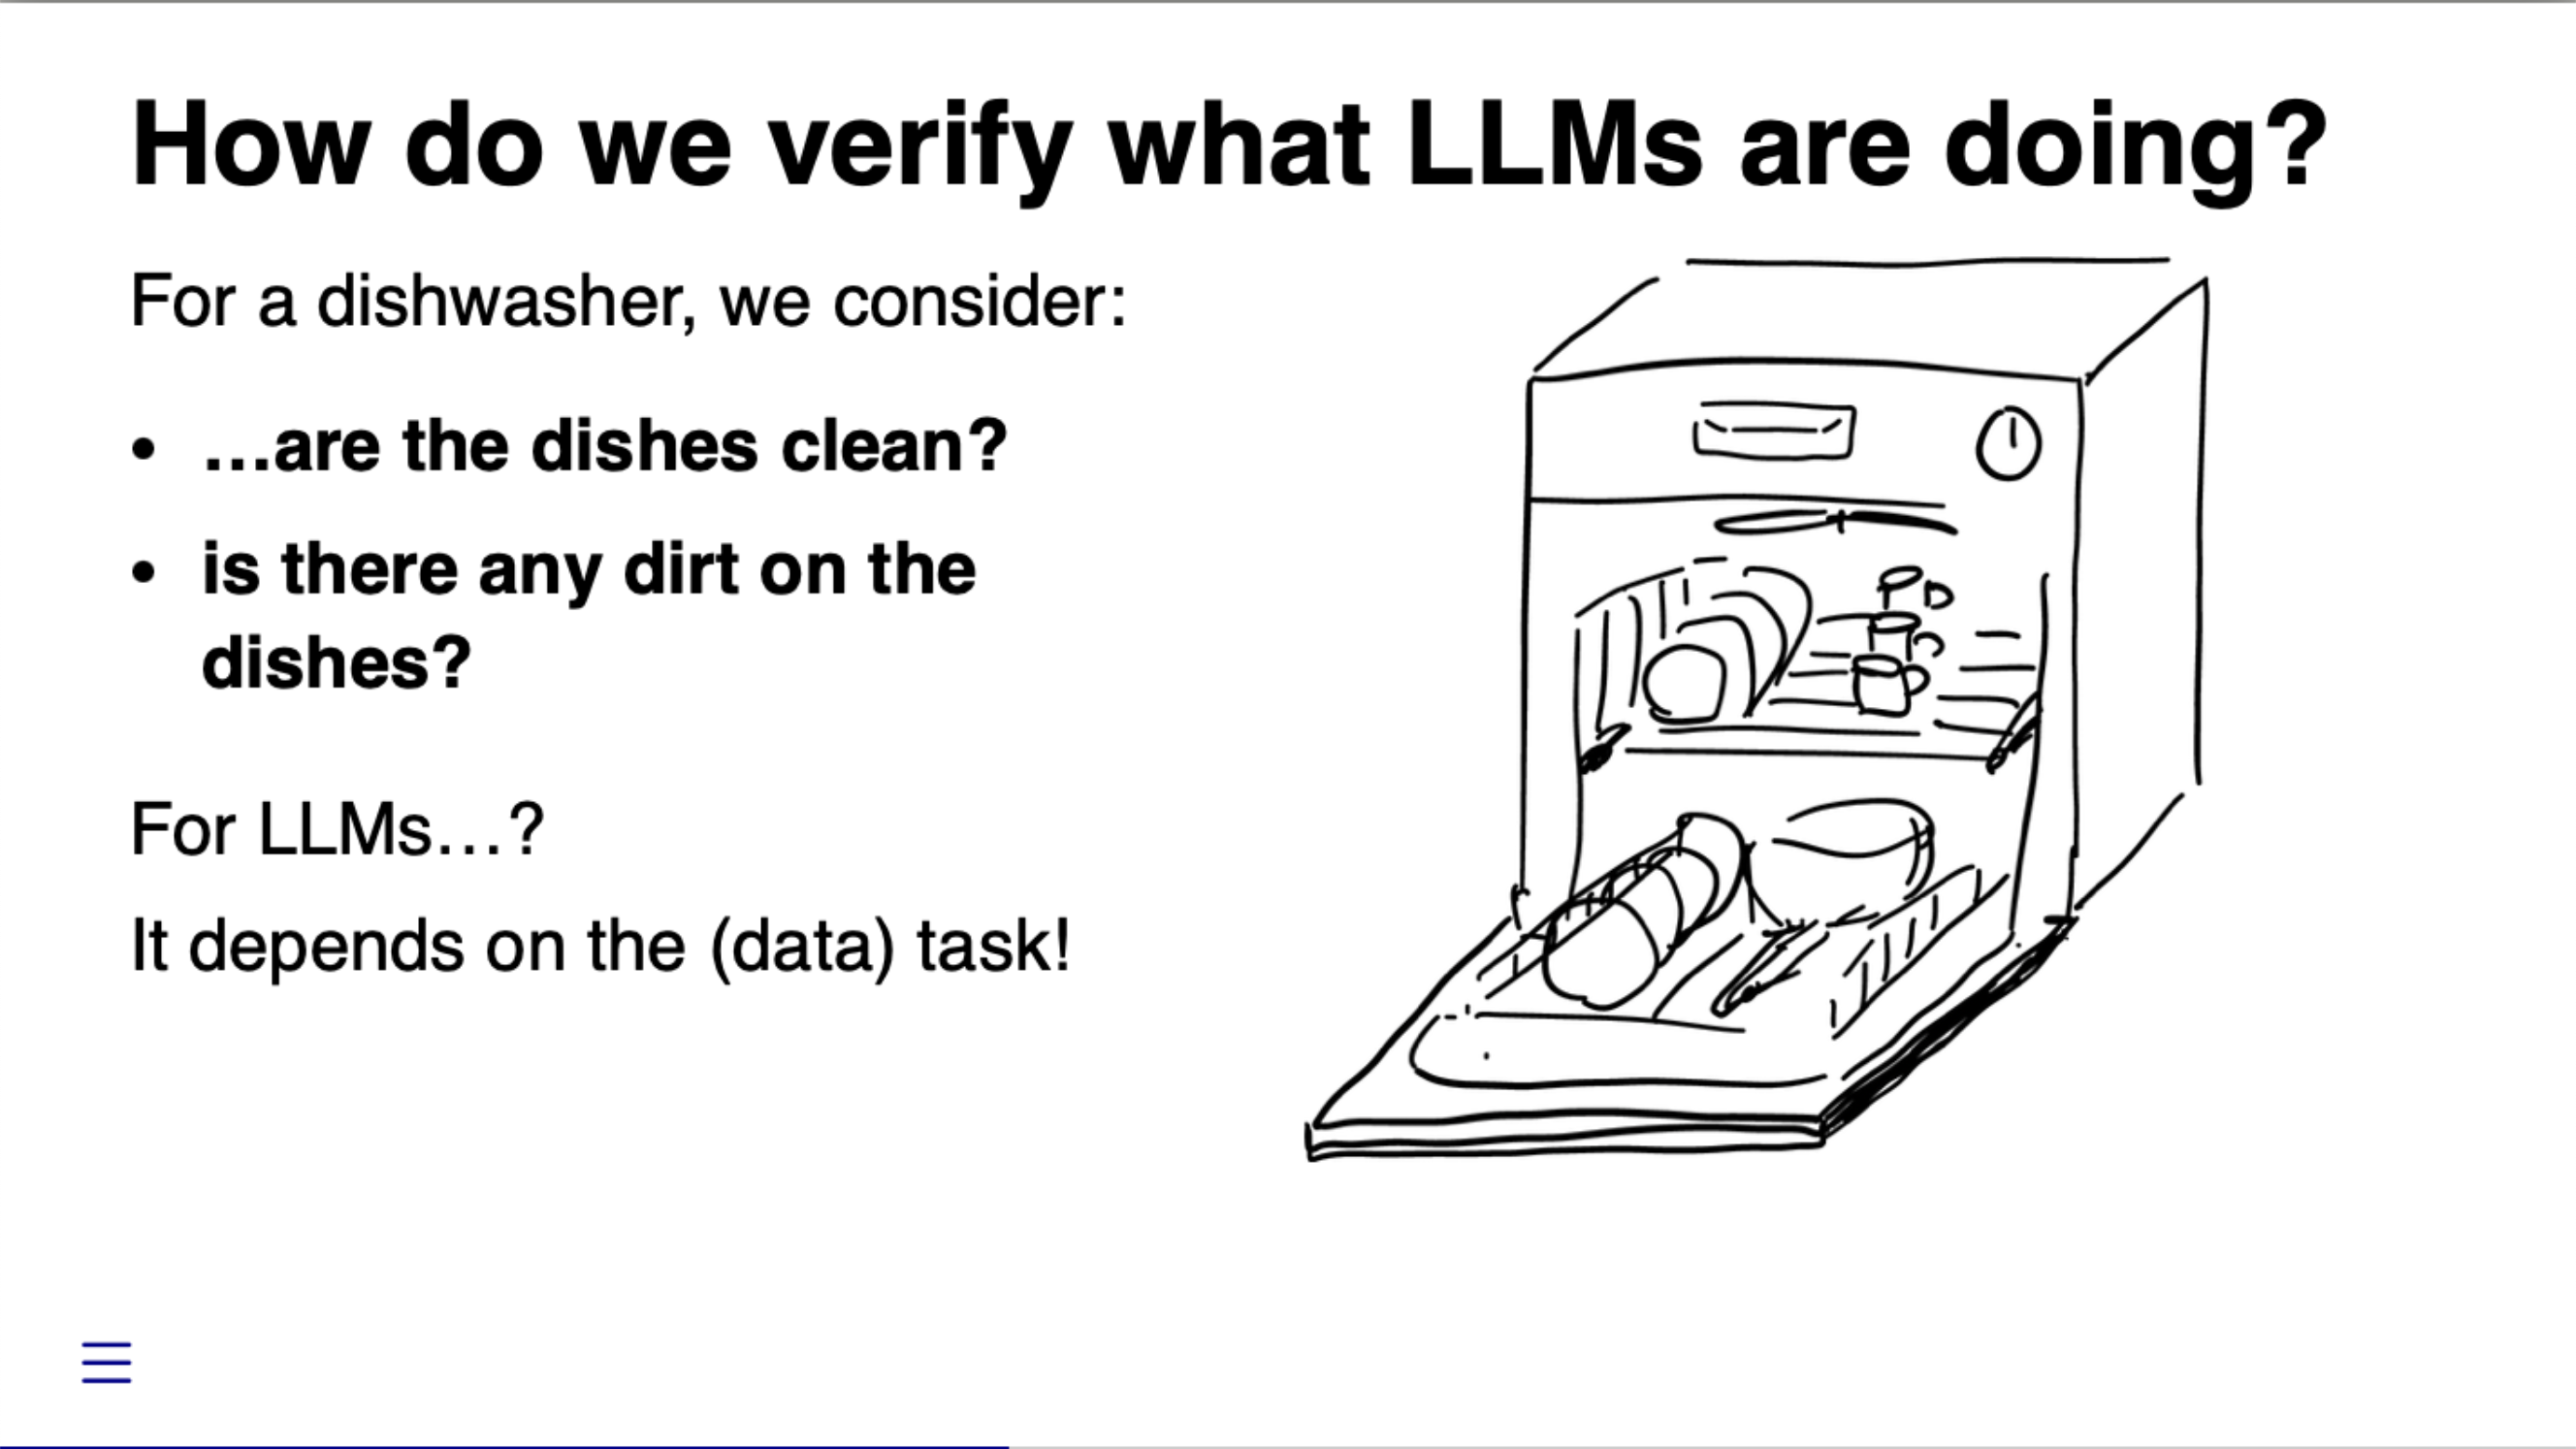 How do we verify what LLMs are doing?
For a dishwasher, we consider:
• …are the dishes clean?
• is there any dirt on the
dishes?
For LLMs…?
It depends on the (data) task!